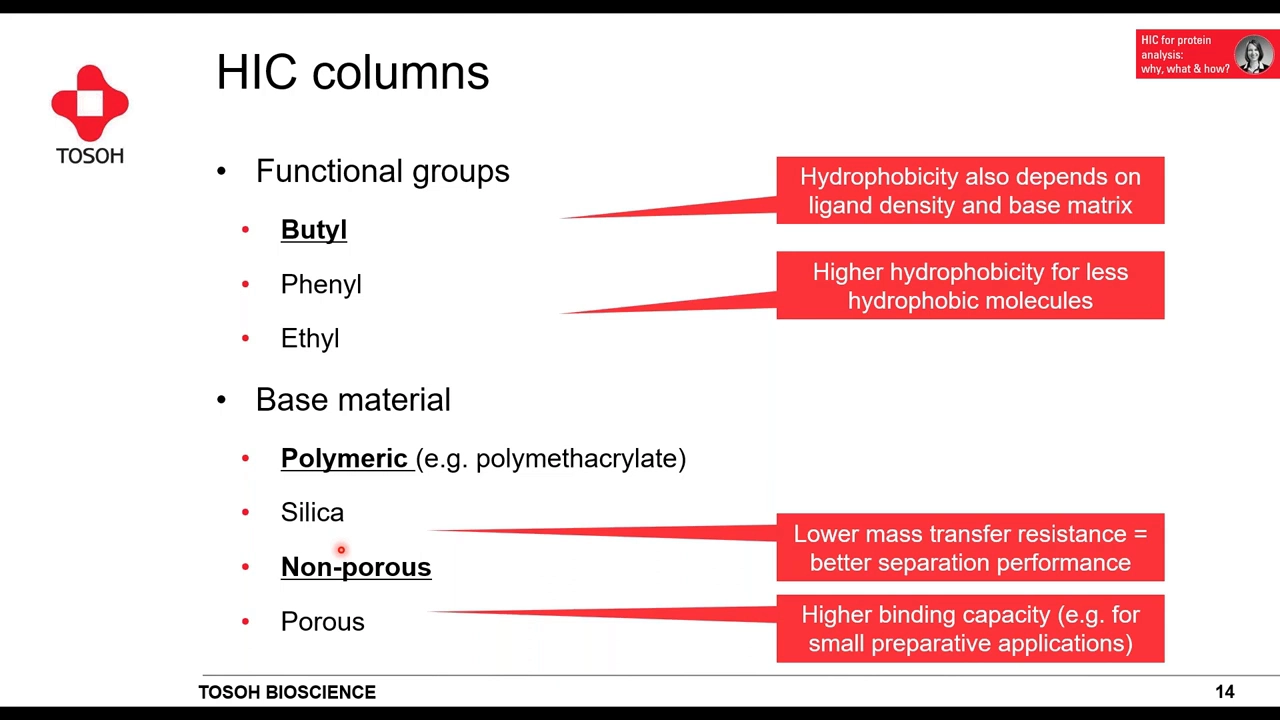 HIC for protein
analysis:
why, what & how?
HIC columns
TOSOH
• Functional groups
• Butyl
• Phenyl
• Ethyl
Hydrophobicity also depends on
ligand density and base matrix
Higher hydrophobicity for less
hydrophobic molecules
• Base material
• Polymeric (e.g. polymethacrylate)
• Silica
• Non-porous
• Porous
Lower mass transfer resistance =
better separation performance
Higher binding capacity (e.g. for
small preparative applications)
TOSOH BIOSCIENCE
14